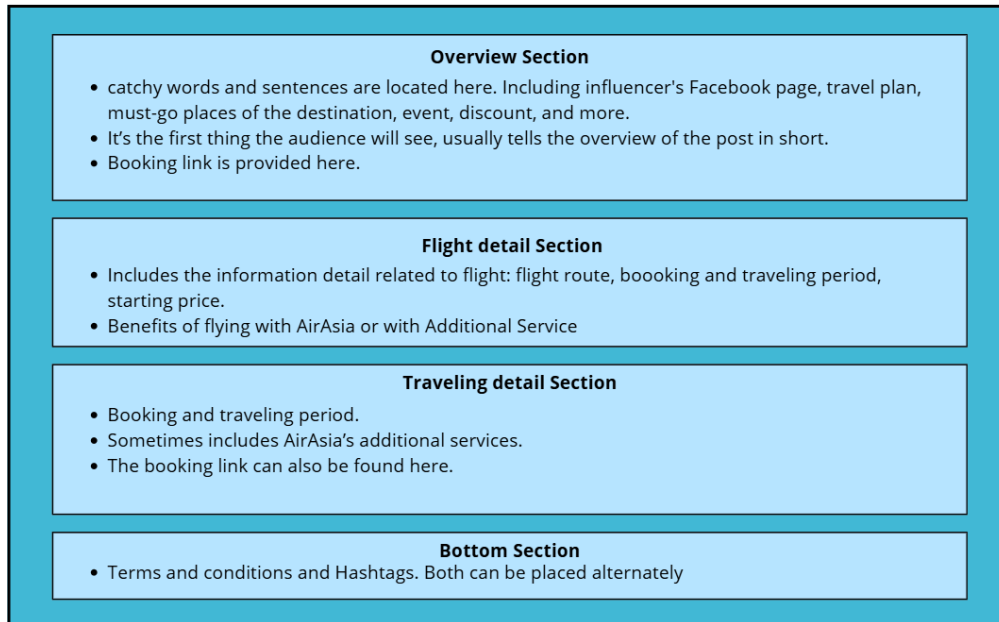 Overview Section
• catchy words and sentences are located here. Including influencer's Facebook page, travel plan,
must-go places of the destination, event, discount, and more.
• It’s the first thing the audience will see, usually tells the overview of the post in short.
• Booking link is provided here.
Flight detail Section
• Includes the information detail related to flight: flight route, boooking and traveling period,
starting price.
• Benefits of flying with AirAsia or with Additional Service
Traveling detail Section
• Booking and traveling period.
• Sometimes includes AirAsia’s additional services.
• The booking link can also be found here.
Bottom Section
• Terms and conditions and Hashtags. Both can be placed alternately